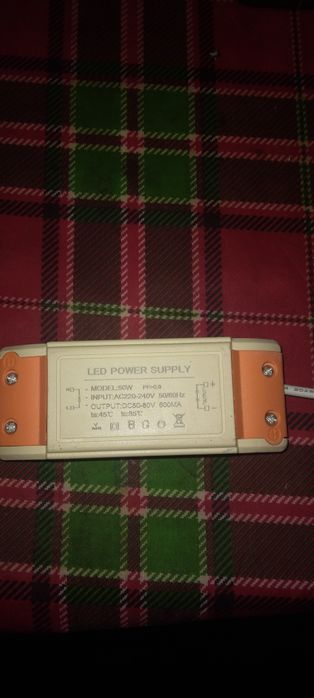 LED POWER SUPPLY
- MODEL:50W PF>0.9
- INPUT:AC220-240V 50/60Hz
- OUTPUT:DC50-80V 600MA
ta:45℃ tc:85℃